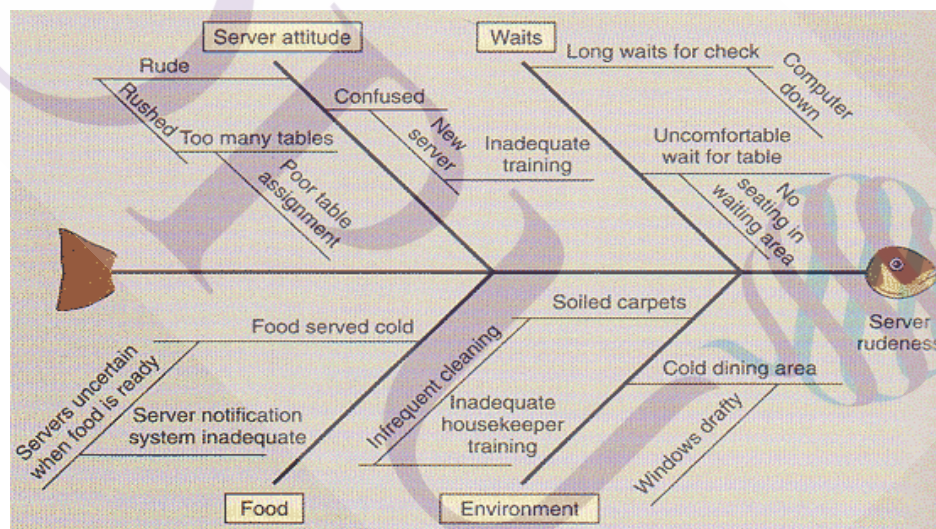 Server attitude
Rude
Rushed
Too many tables
Poor table
assignment
Confused
New
server
Inadequate
training
Waits
Long waits for check
Computer
down
Uncomfortable
wait for table
No
seating in
waiting area
Server
rudeness
Food served cold
Servers uncertain
when food is ready
Server notification
system inadequate
Food
Soiled carpets
Infrequent cleaning
Inadequate
housekeeper
training
Cold dining area
Windows drafty
Environment